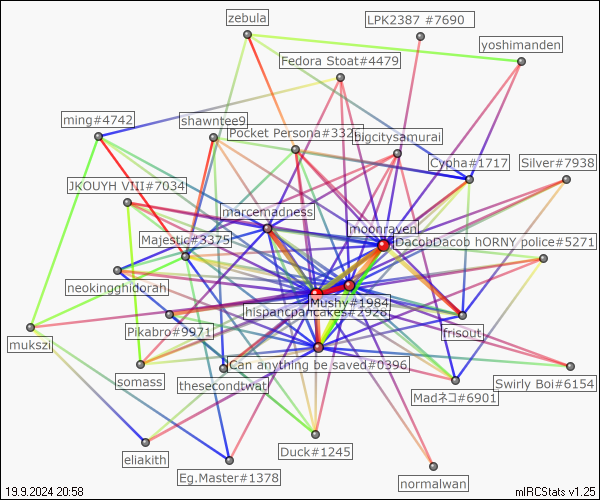 zebula
LPK2387 #7690
yoshimanden
Fedora Stoat#4479
ming#4742
shawntee9
Pocket Persona#332
bigcitysamurai
Cypha#1717
Silver#7938
JKOUYH VIII#7034
marcemadness
moonraven
Majestic#3375
DacobDacob hORNY police#5271
neokingghidorah
Mushy#1984
hispancpancakes#2928
Pikabro#9971
frisout
mukszi
Can anything be saved#0396
somass
thesecondtwat
Swirly Boi#6154
Madネコ#6901
Duck#1245
eliakith
Eg.Master#1378
normalwan
19.9.2024 20:58
mIRCStats v1.25